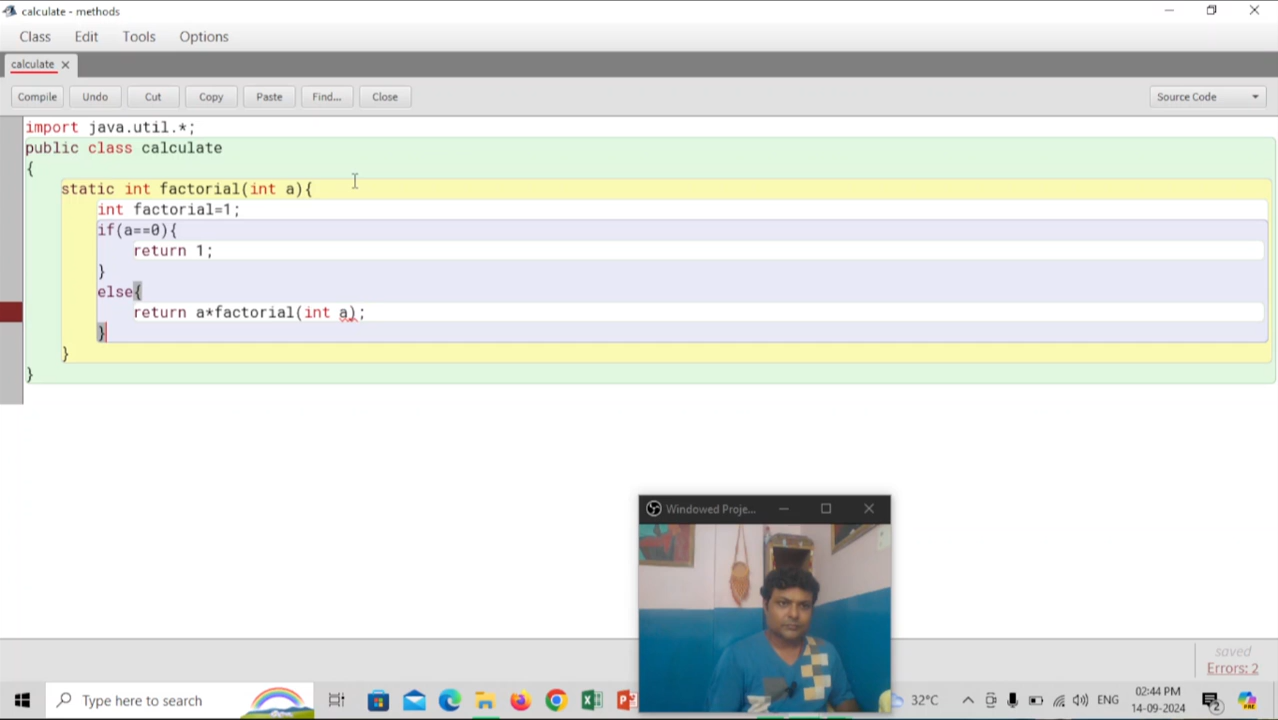 calculate - methods
Class Edit Tools Options
calculate
Compile Undo Cut Copy Paste Find... Close Source Code
import java.util.*;
public class calculate
{
static int factorial(int a){
int factorial=1;
if(a==0){
return 1;
}
else{
return a*factorial(int a);
}
}
}
Windowed Proje...
saved
Errors: 2
Type here to search
32°C ENG 02:44 PM
14-09-2024
2